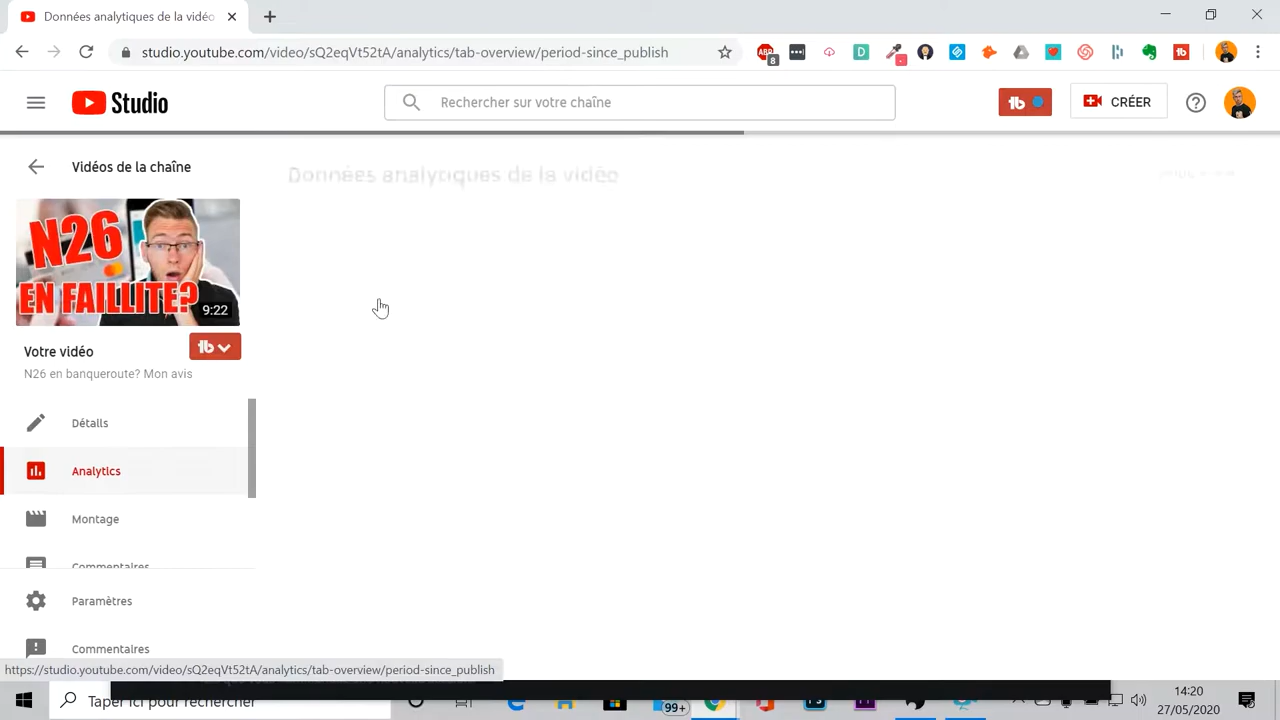 Données analytiques de la vidéo
studio.youtube.com/video/sQ2eqVt52tA/analytics/tab-overview/period-since_publish
ABP
8
Studio
Rechercher sur votre chaîne
CRÉER
Vidéos de la chaîne
Données analytiques de la vidéo
N26
EN FAILLITE?
9:22
Votre vidéo
N26 en banqueroute? Mon avis
Détails
Analytics
Montage
Commentaires
Paramètres
Commentaires
https://studio.youtube.com/video/sQ2eqVt52tA/analytics/tab-overview/period-since_publish
Taper ici pour rechercher
99+
14:20
27/05/2020